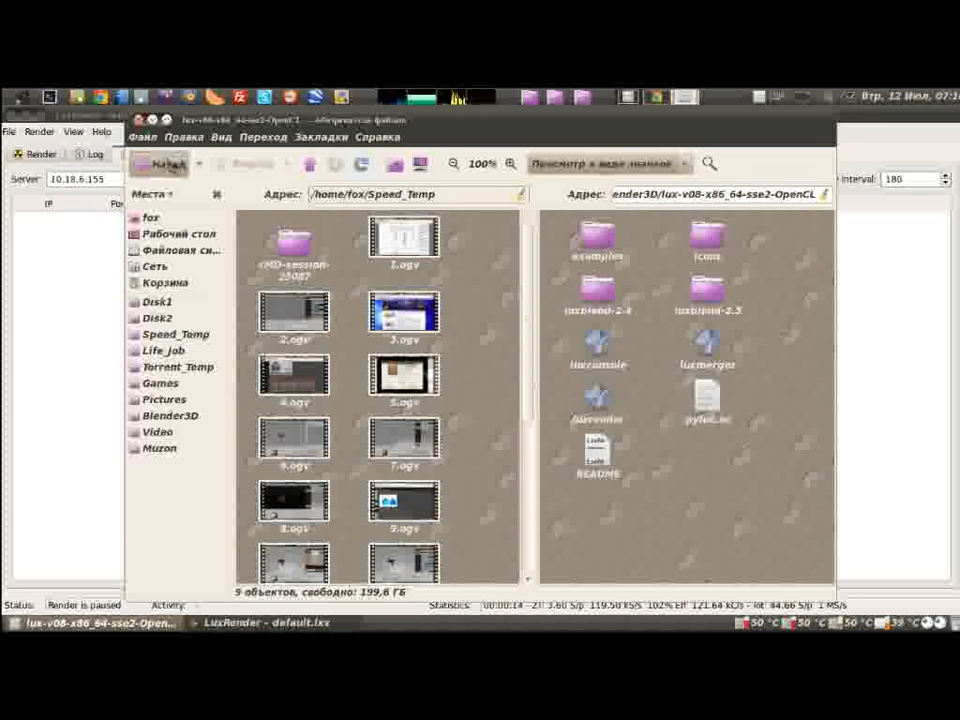 Втр, 12 Июл, 07:1
File Render View Help
Файл Правка Вид Переход Закладки Справка
Render Log
Назад
100%
Просмотр в виде значков
Server: 10.18.6.155
Interval: 180
Места
Адрес: /home/fox/Speed_Temp
Адрес: ender3D/lux-v08-x86_64-sse2-OpenCL
IP
fox
Рабочий стол
Файловая си...
Сеть
Корзина
Disk1
Disk2
Speed_Temp
Life_Job
Torrent_Temp
Games
Pictures
Blender3D
Video
Muzon
1.ogv
2.ogv
3.ogv
4.ogv
5.ogv
6.ogv
7.ogv
8.ogv
9.ogv
examples
icons
luxblend-2.4
luxblend-2.5
luxconsole
luxmerger
luxrender
README
9 объектов, свободно: 199,6 ГБ
Status: Render is paused
Activity:
Statistics:
lux-v08-x86_64-sse2-Open...
LuxRender - default.lxs
50 °C
50 °C
50 °C
39 °C